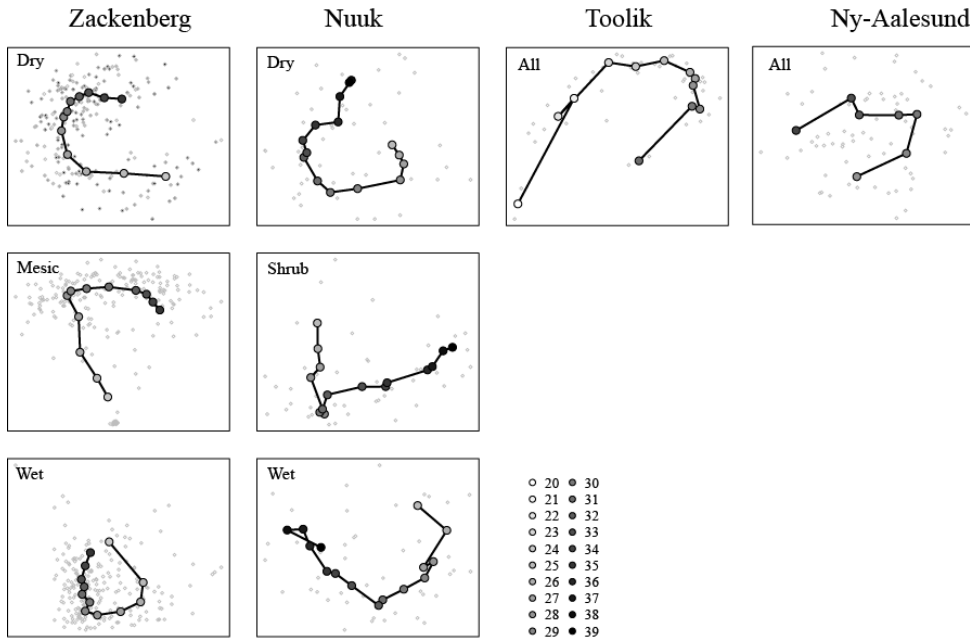 Zackenberg Nuuk Toolik Ny-Aalesund
Dry Dry All All
Mesic Shrub
Wet Wet
20 30
21 31
22 32
23 33
24 34
25 35
26 36
27 37
28 38
29 39